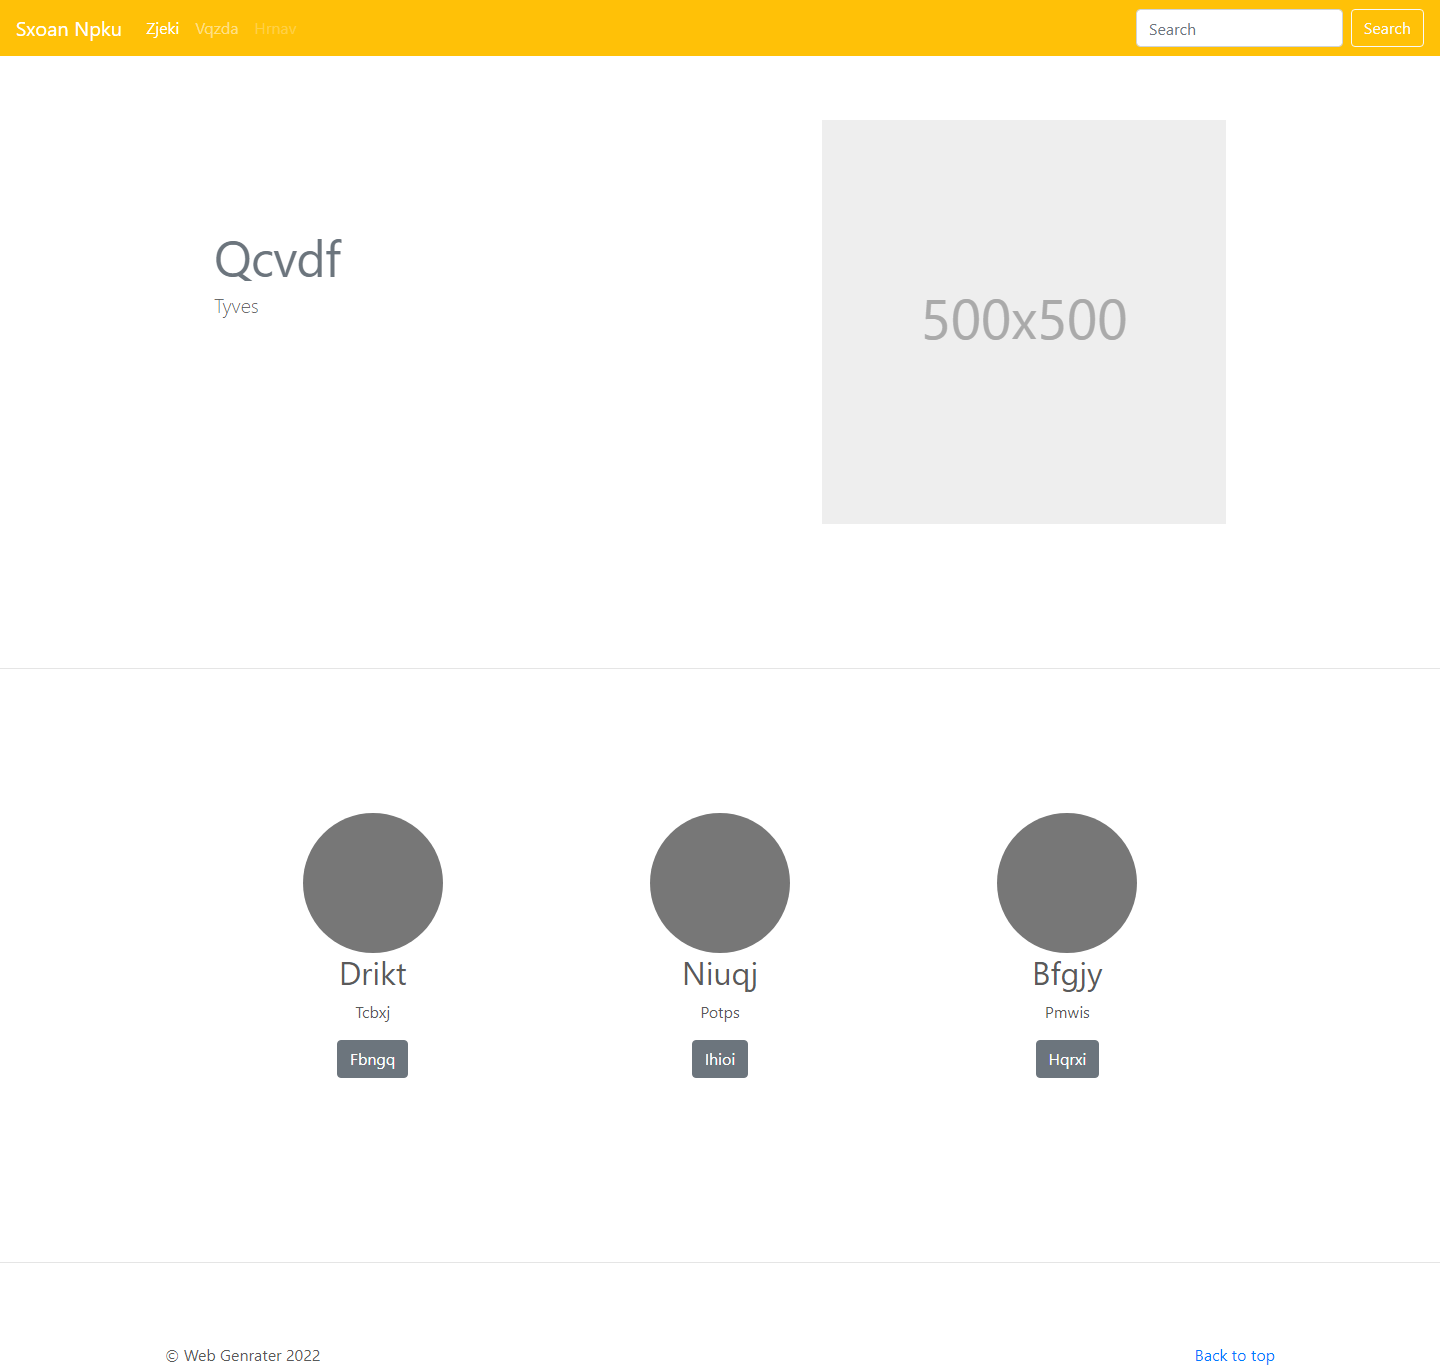 Sxoan Npku Zjeki Vqzda Hmav Search Search
Qcvdf
Tyves
500x500
Drikt Niuqj Bfgjy
Tcbxj Potps Pmwis
Fbngq Ihioi Hqrxi
© Web Genrater 2022 Back to top